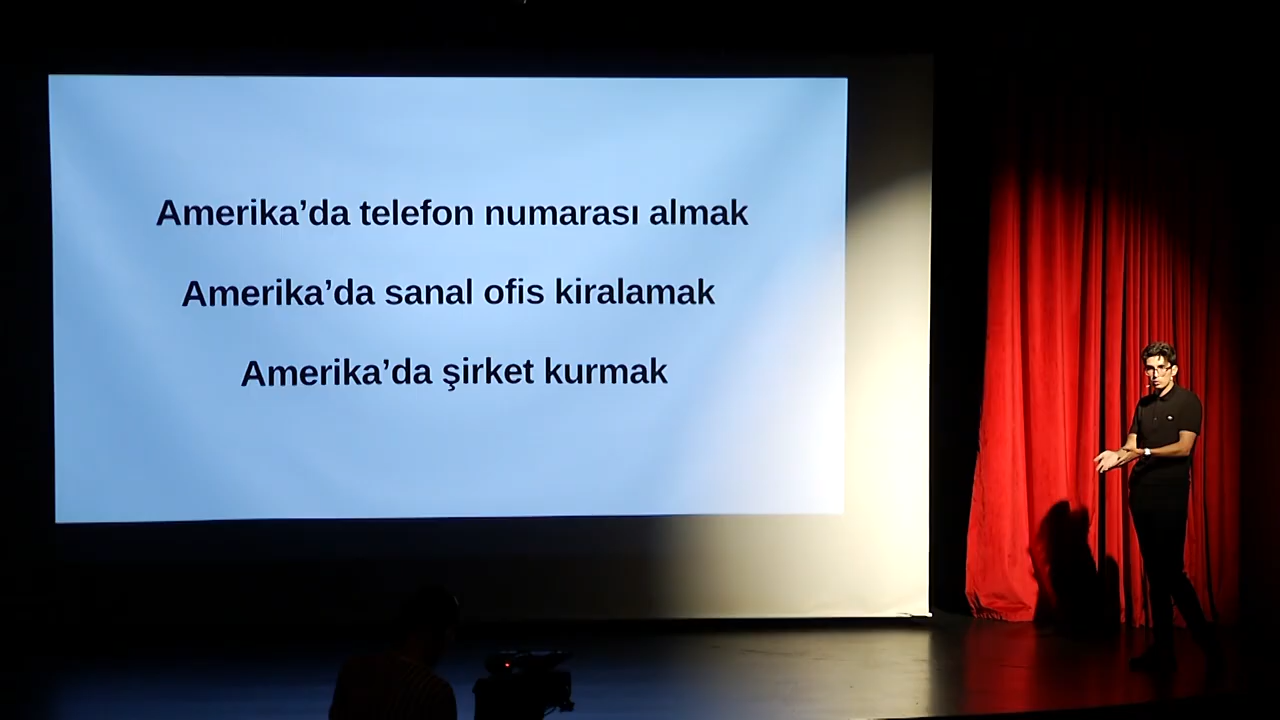 Amerika’da telefon numarası almak
Amerika’da sanal ofis kiralamak
Amerika’da şirket kurmak